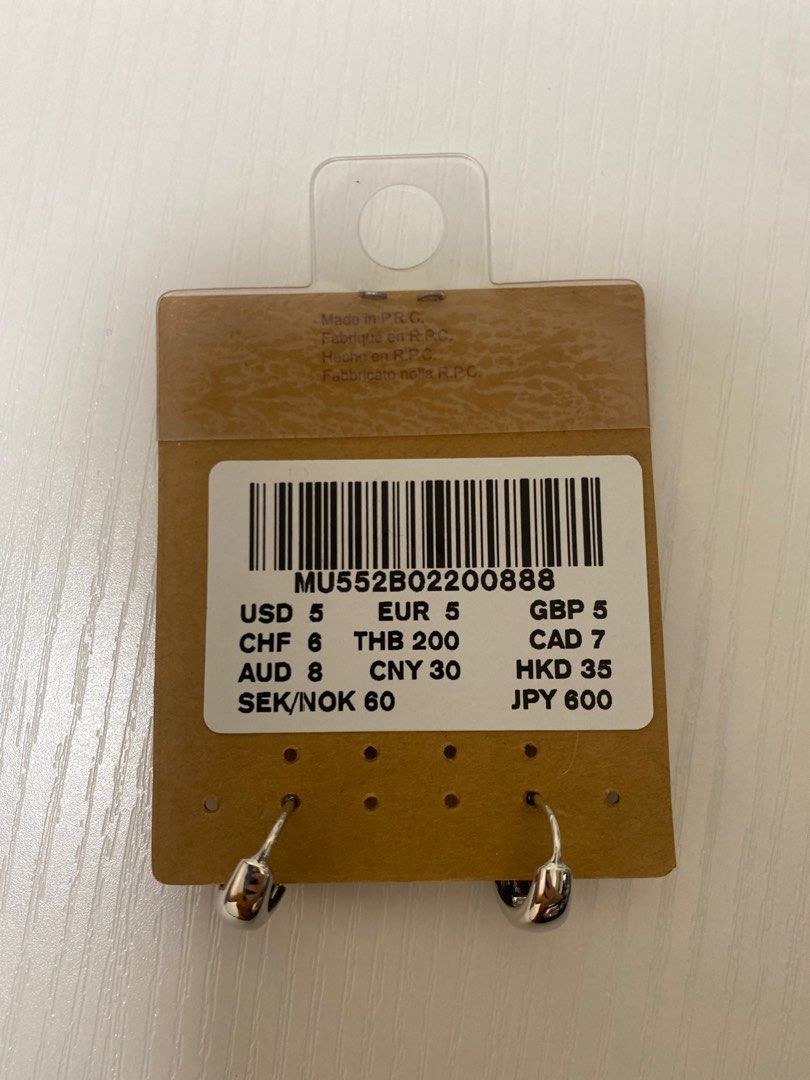 Made in P.R.C.
Fabriqué en R.P.C.
Hecho en R.P.C.
Fabbricato nella R.P.C.
MU552B02200888
USD 5 EUR 5 GBP 5
CHF 6 THB 200 CAD 7
AUD 8 CNY 30 HKD 35
SEK/NOK 60 JPY 600